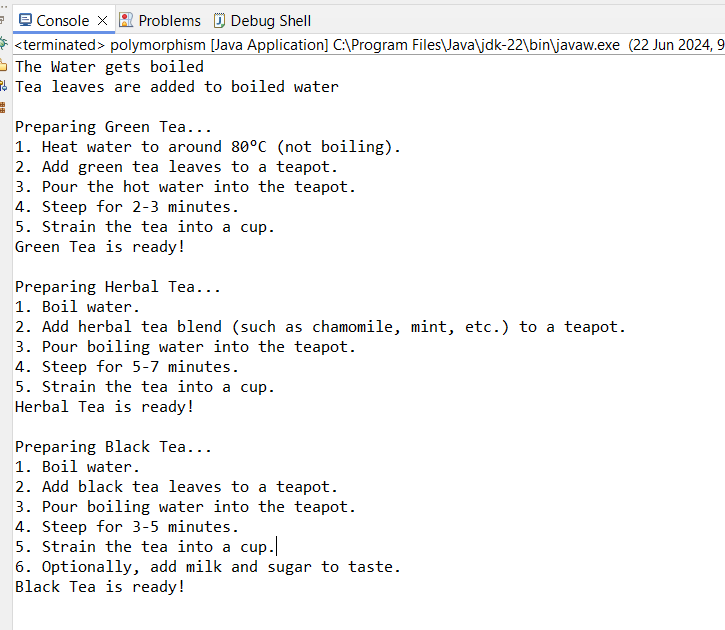 Console Problems Debug Shell
<terminated> polymorphism [Java Application] C:\Program Files\Java\jdk-22\bin\javaw.exe (22 Jun 2024, 9
The Water gets boiled
Tea leaves are added to boiled water
Preparing Green Tea...
1. Heat water to around 80°C (not boiling).
2. Add green tea leaves to a teapot.
3. Pour the hot water into the teapot.
4. Steep for 2-3 minutes.
5. Strain the tea into a cup.
Green Tea is ready!
Preparing Herbal Tea...
1. Boil water.
2. Add herbal tea blend (such as chamomile, mint, etc.) to a teapot.
3. Pour boiling water into the teapot.
4. Steep for 5-7 minutes.
5. Strain the tea into a cup.
Herbal Tea is ready!
Preparing Black Tea...
1. Boil water.
2. Add black tea leaves to a teapot.
3. Pour boiling water into the teapot.
4. Steep for 3-5 minutes.
5. Strain the tea into a cup.
6. Optionally, add milk and sugar to taste.
Black Tea is ready!